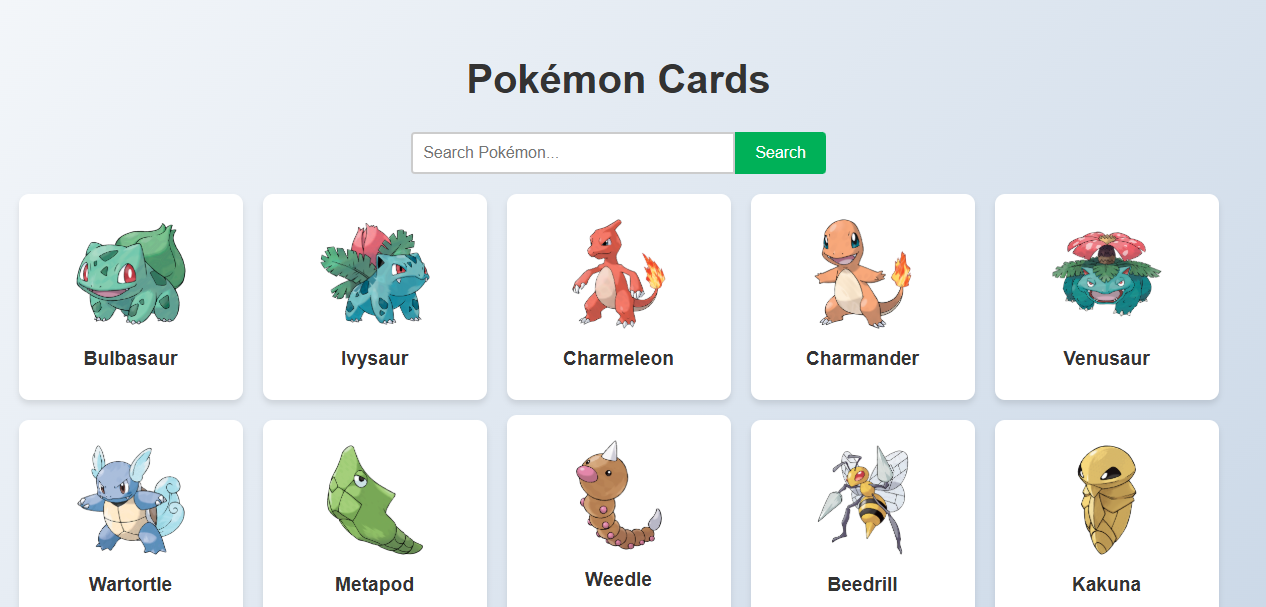 Pokémon Cards
Search Pokémon...
Search
Bulbasaur
Ivysaur
Charmeleon
Charmander
Venusaur
Wartortle
Metapod
Weedle
Beedrill
Kakuna